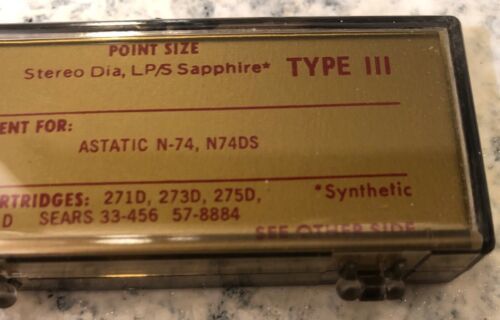 POINT SIZE
Stereo Dia, LP/S Sapphire* TYPE III
ENT FOR:
ASTATIC N-74, N74DS
RTRIDGES: 271D, 273D, 275D, *Synthetic
D SEARS 33-456 57-8884
SEE OTHER SIDE